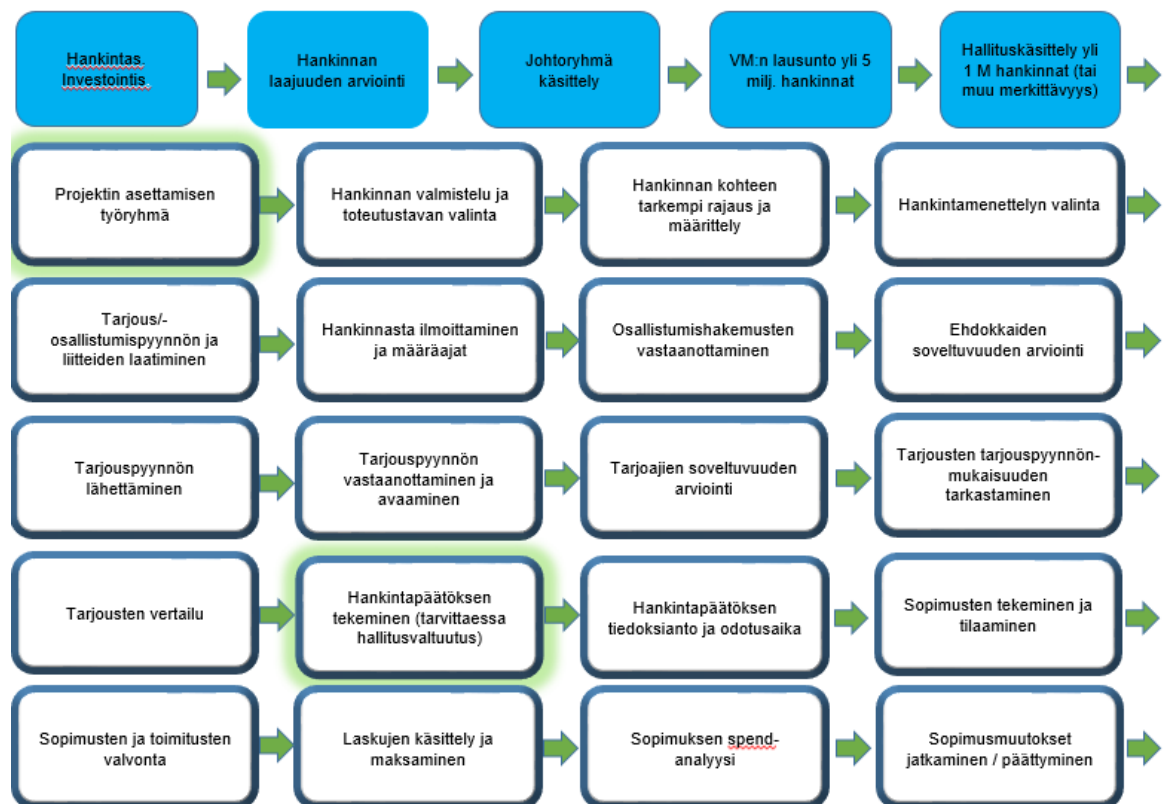 Hankintas.
Investointis.
Hankinnan
laajuuden arviointi
Johtoryhmä
käsittely
VM:n lausunto yli 5
milj. hankinnat
Hallituskäsittely yli
1 M hankinnat (tai
muu merkittävyys)
Projektin asettamisen
työryhmä
Hankinnan valmistelu ja
toteutustavan valinta
Hankinnan kohteen
tarkempi rajaus ja
määrittely
Hankintamenettelyn valinta
Tarjous/-
osallistumispyynnön ja
liitteiden laatiminen
Hankinnasta ilmoittaminen
ja määräajat
Osallistumishakemusten
vastaanottaminen
Ehdokkaiden
soveltuvuuden arviointi
Tarjouspyynnön
lähettäminen
Tarjouspyynnön
vastaanottaminen ja
avaaminen
Tarjoajien soveltuvuuden
arviointi
Tarjousten tarjouspyynnön-
mukaisuuden
tarkastaminen
Tarjousten vertailu
Hankintapäätöksen
tekeminen (tarvittaessa
hallitusvaltuutus)
Hankintapäätöksen
tiedoksianto ja odotusaika
Sopimusten tekeminen ja
tilaaminen
Sopimusten ja toimitusten
valvonta
Laskujen käsittely ja
maksaminen
Sopimuksen spend-
analyysi
Sopimusmuutokset
jatkaminen / päättyminen